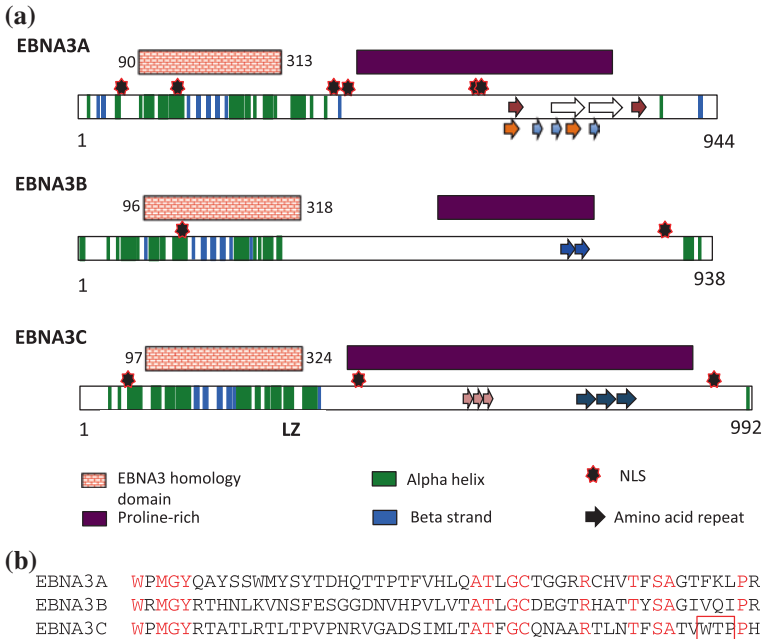 (a)
EBNA3A
90
313
1
944
EBNA3B
96
318
1
938
EBNA3C
97
324
1
LZ
992
EBNA3 homology
domain
Alpha helix
NLS
Proline-rich
Beta strand
Amino acid repeat
(b)
EBNA3A WPMGYQAYSSWMYSYTDHQTTPTFVHLQATLGCTGGRRCHVTFSAGTFKLPR
EBNA3B WRMGYRTHNLKVNSFESGGDNVHPVLVTATLGCDEGTRHATTYSAGIVQIPR
EBNA3C WTMGYRTATLRTLTPVPNRVGADSIMLTATFGCQNAARTLNTFSATVWTPPH